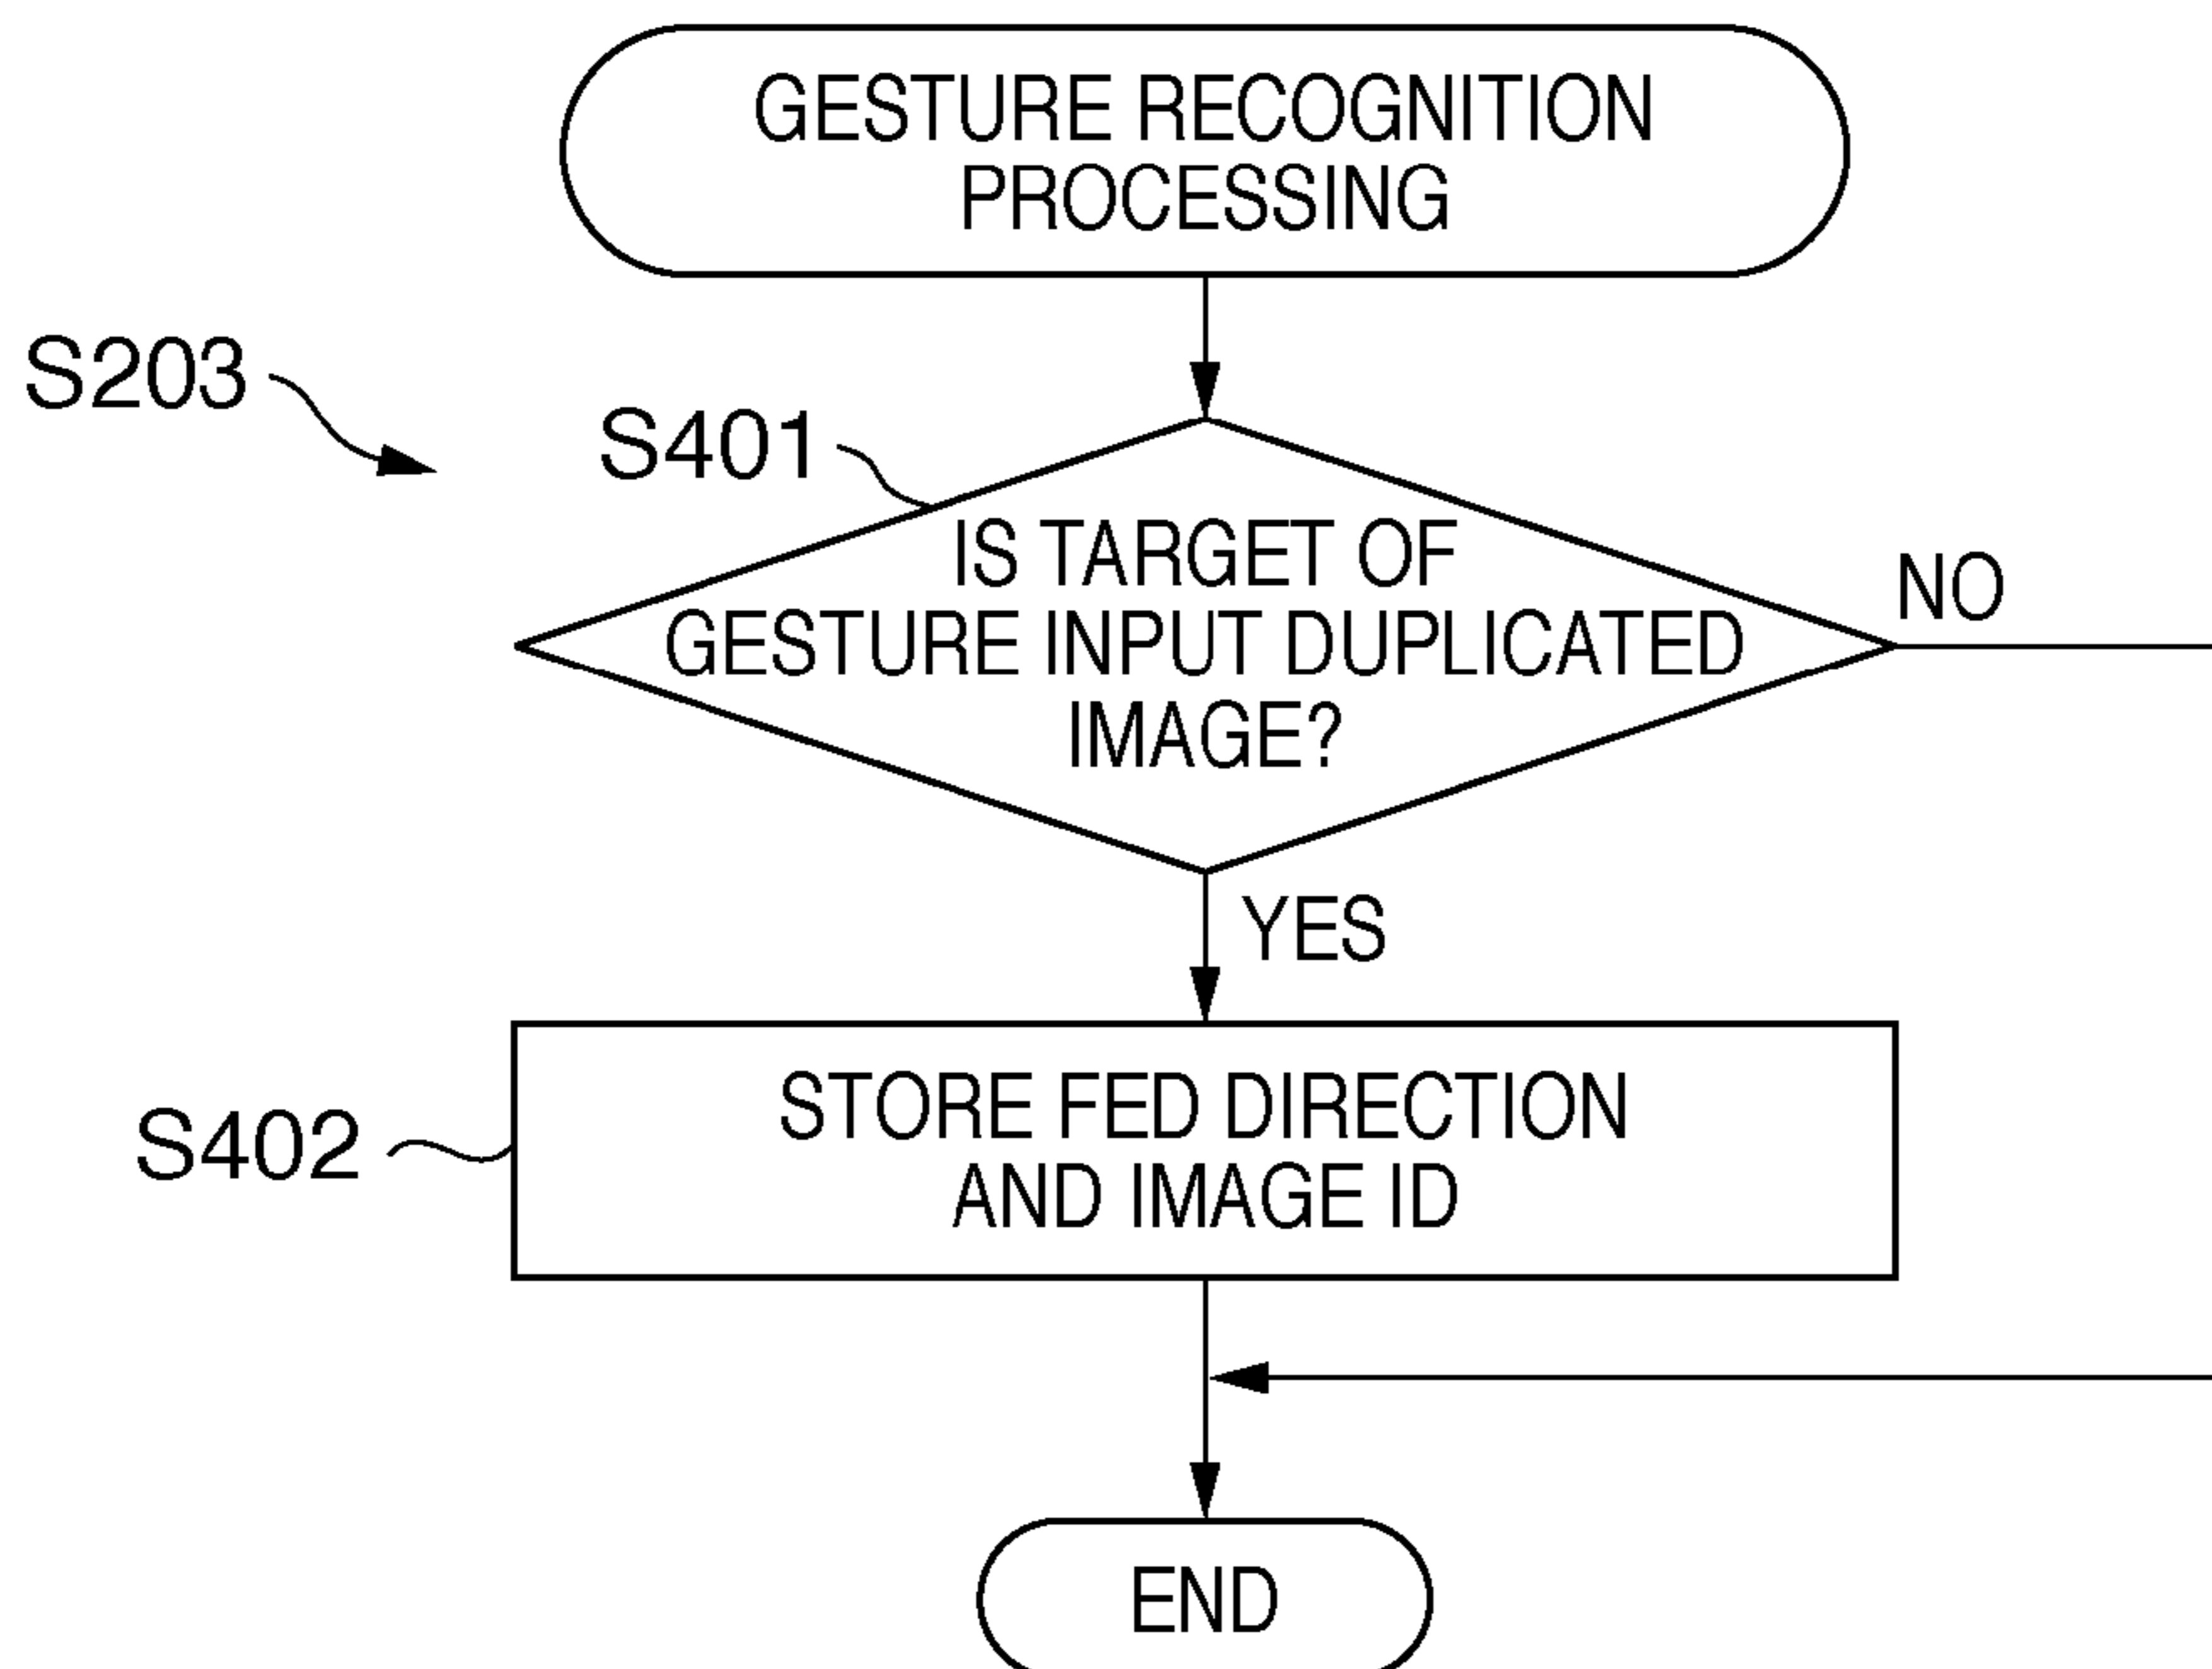 GESTURE RECOGNITION
PROCESSING
S203
S401
IS TARGET OF
GESTURE INPUT DUPLICATED
IMAGE?
NO
YES
S402
STORE FED DIRECTION
AND IMAGE ID
END